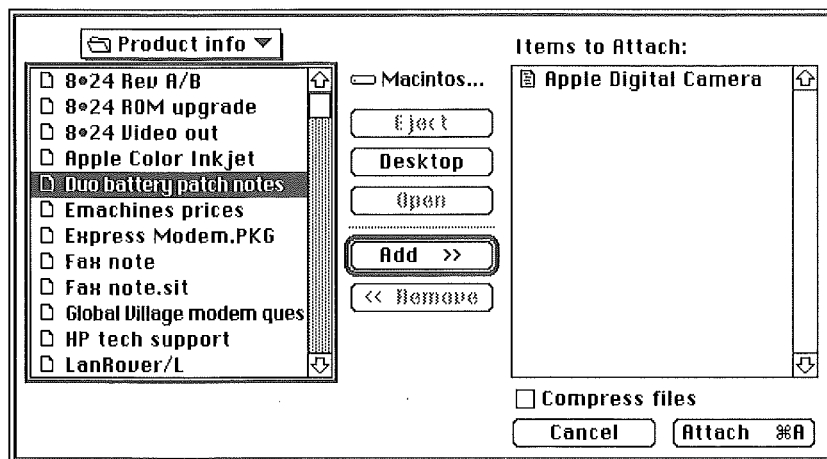 Product info
8•24 Rev A/B
8•24 ROM upgrade
8•24 Video out
Apple Color Inkjet
Duo battery patch notes
Emachines prices
Express Modem.PKG
Fax note
Fax note.sit
Global Village modem ques
HP tech support
LanRover/L
Macintos...
Eject
Desktop
Open
Add >>
<< Remove
Items to Attach:
Apple Digital Camera
Compress files
Cancel
Attach ⌘A